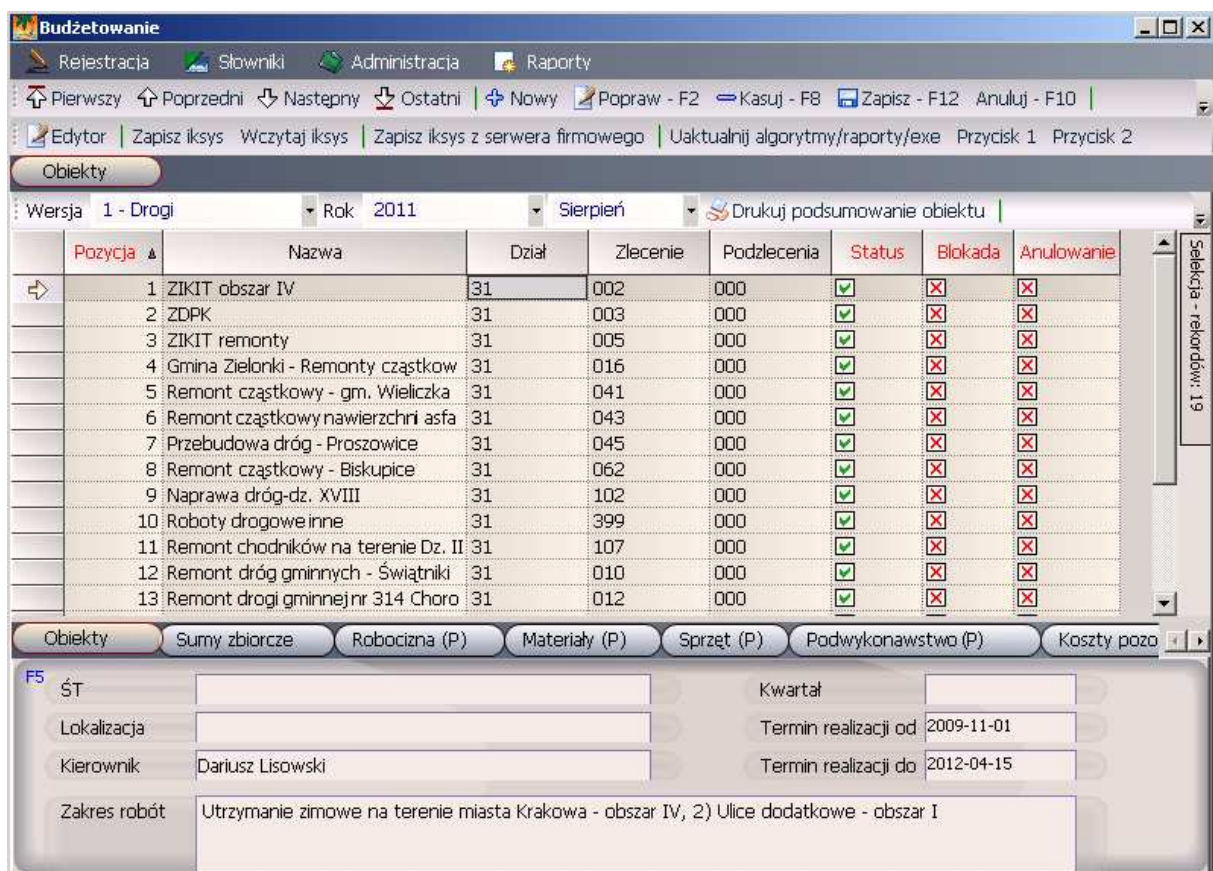 Budżetowanie
Rejestracja Słowniki Administracja Raporty
Pierwszy Poprzedni Następny Ostatni Nowy Popraw - F2 Kasuj - F8 Zapisz - F12 Anuluj - F10
Edytor Zapisz iksys Wczytaj iksys Zapisz iksys z serwera firmowego Uaktualnij algorytmy/raporty/exe Przycisk 1 Przycisk 2
Obiekty
Wersja 1 - Drogi Rok 2011 Sierpień Drukuj podsumowanie obiektu
Pozycja Nazwa Dział Zlecenie Podzlecenia Status Blokada Anulowanie
1 ZIKIT obszar IV 31 002 000
2 ZDPK 31 003 000
3 ZIKIT remonty 31 005 000
4 Gmina Zielonki - Remonty cząstkow 31 016 000
5 Remont cząstkowy - gm. Wieliczka 31 041 000
6 Remont cząstkowy nawierzchni asfa 31 043 000
7 Przebudowa dróg - Proszowice 31 045 000
8 Remont cząstkowy - Biskupice 31 062 000
9 Naprawa dróg-dz. XVIII 31 102 000
10 Roboty drogowe inne 31 399 000
11 Remont chodników na terenie Dz. II 31 107 000
12 Remont dróg gminnych - Świątniki 31 010 000
13 Remont drogi gminnej nr 314 Choro 31 012 000
Selekcja - rekordów: 19
Obiekty Sumy zbiorcze Robocizna (P) Materiały (P) Sprzęt (P) Podwykonawstwo (P) Koszty pozo
F5
ŚT Kwartał
Lokalizacja Termin realizacji od 2009-11-01
Kierownik Dariusz Lisowski Termin realizacji do 2012-04-15
Zakres robót Utrzymanie zimowe na terenie miasta Krakowa - obszar IV, 2) Ulice dodatkowe - obszar I